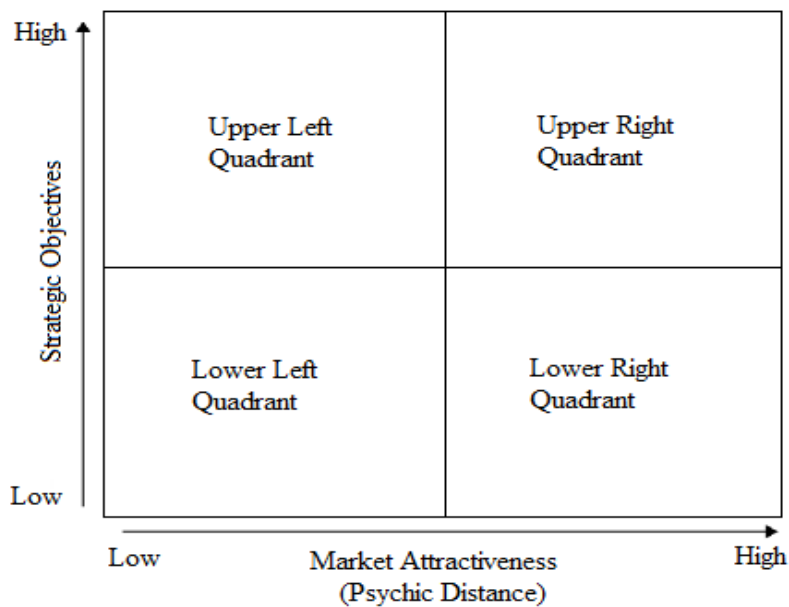 High
Upper Left
Quadrant
Upper Right
Quadrant
Strategic Objectives
Lower Left
Quadrant
Lower Right
Quadrant
Low
Low
Market Attractiveness
(Psychic Distance)
High